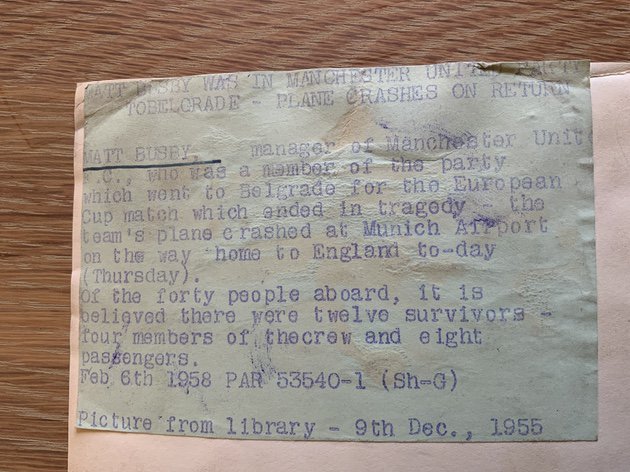 MATT BUSBY WAS IN MANCHESTER UNITED PARTY
TOBELGRADE - PLANE CRASHES ON RETURN
MATT BUSBY, manager of Manchester Unite
F.C., who was a member of the party
which went to Belgrade for the European
Cup match which ended in tragedy - the
team's plane crashed at Munich Airport
on the way home to England to-day
(Thursday).
Of the forty people aboard, it is
believed there were twelve survivors -
four members of thecrew and eight
passengers.
Feb 6th 1958 PAR 53540-1 (Sh-G)
Picture from library - 9th Dec., 1955